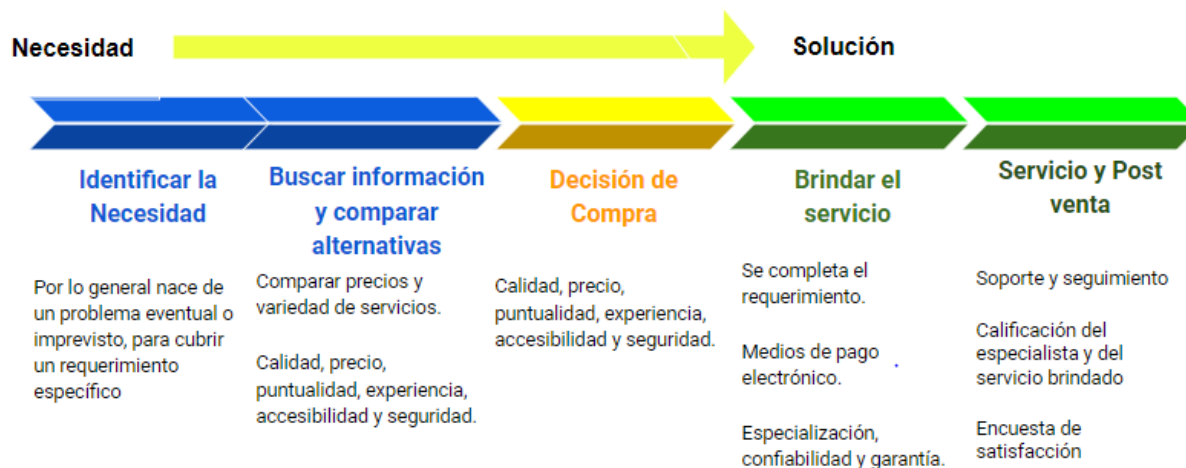 Necesidad
Solución
Identificar la
Necesidad
Por lo general nace de
un problema eventual o
imprevisto, para cubrir
un requerimiento
específico
Buscar información
y comparar
alternativas
Comparar precios y
variedad de servicios.
Calidad, precio,
puntualidad, experiencia,
accesibilidad y seguridad.
Decisión de
Compra
Calidad, precio,
puntualidad, experiencia,
accesibilidad y seguridad.
Brindar el
servicio
Se completa el
requerimiento.
Medios de pago
electrónico.
Especialización,
confiabilidad y garantía.
Servicio y Post
venta
Soporte y seguimiento
Calificación del
especialista y del
servicio brindado
Encuesta de
satisfacción